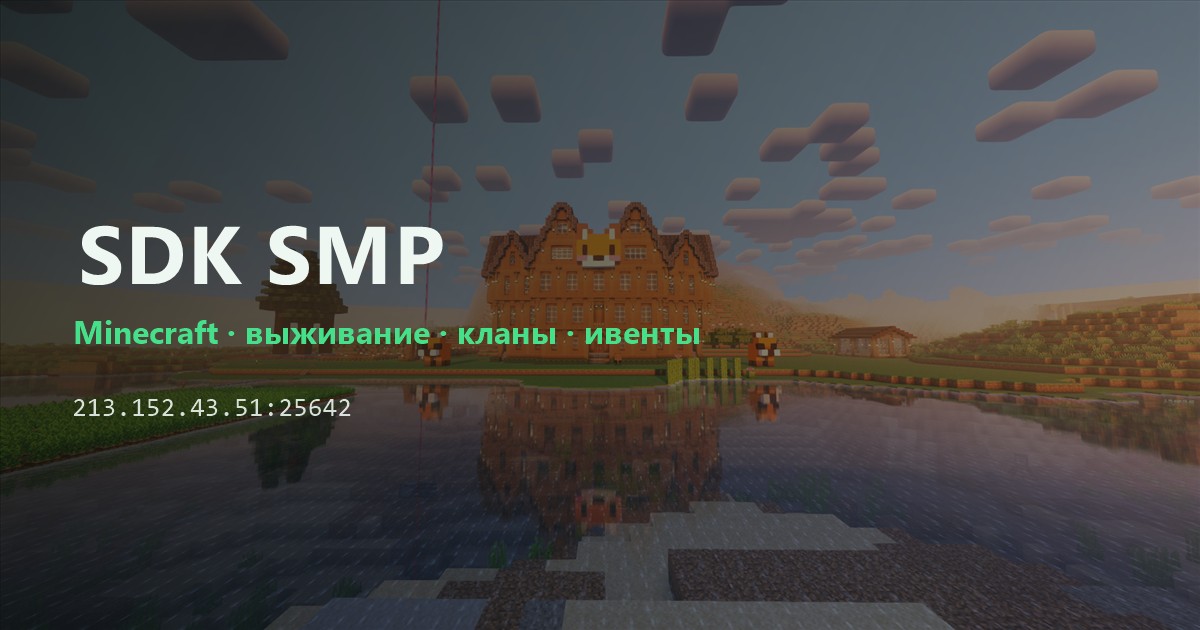 SDK SMP
Minecraft · выживание · кланы · ивенты
213.152.43.51:25642